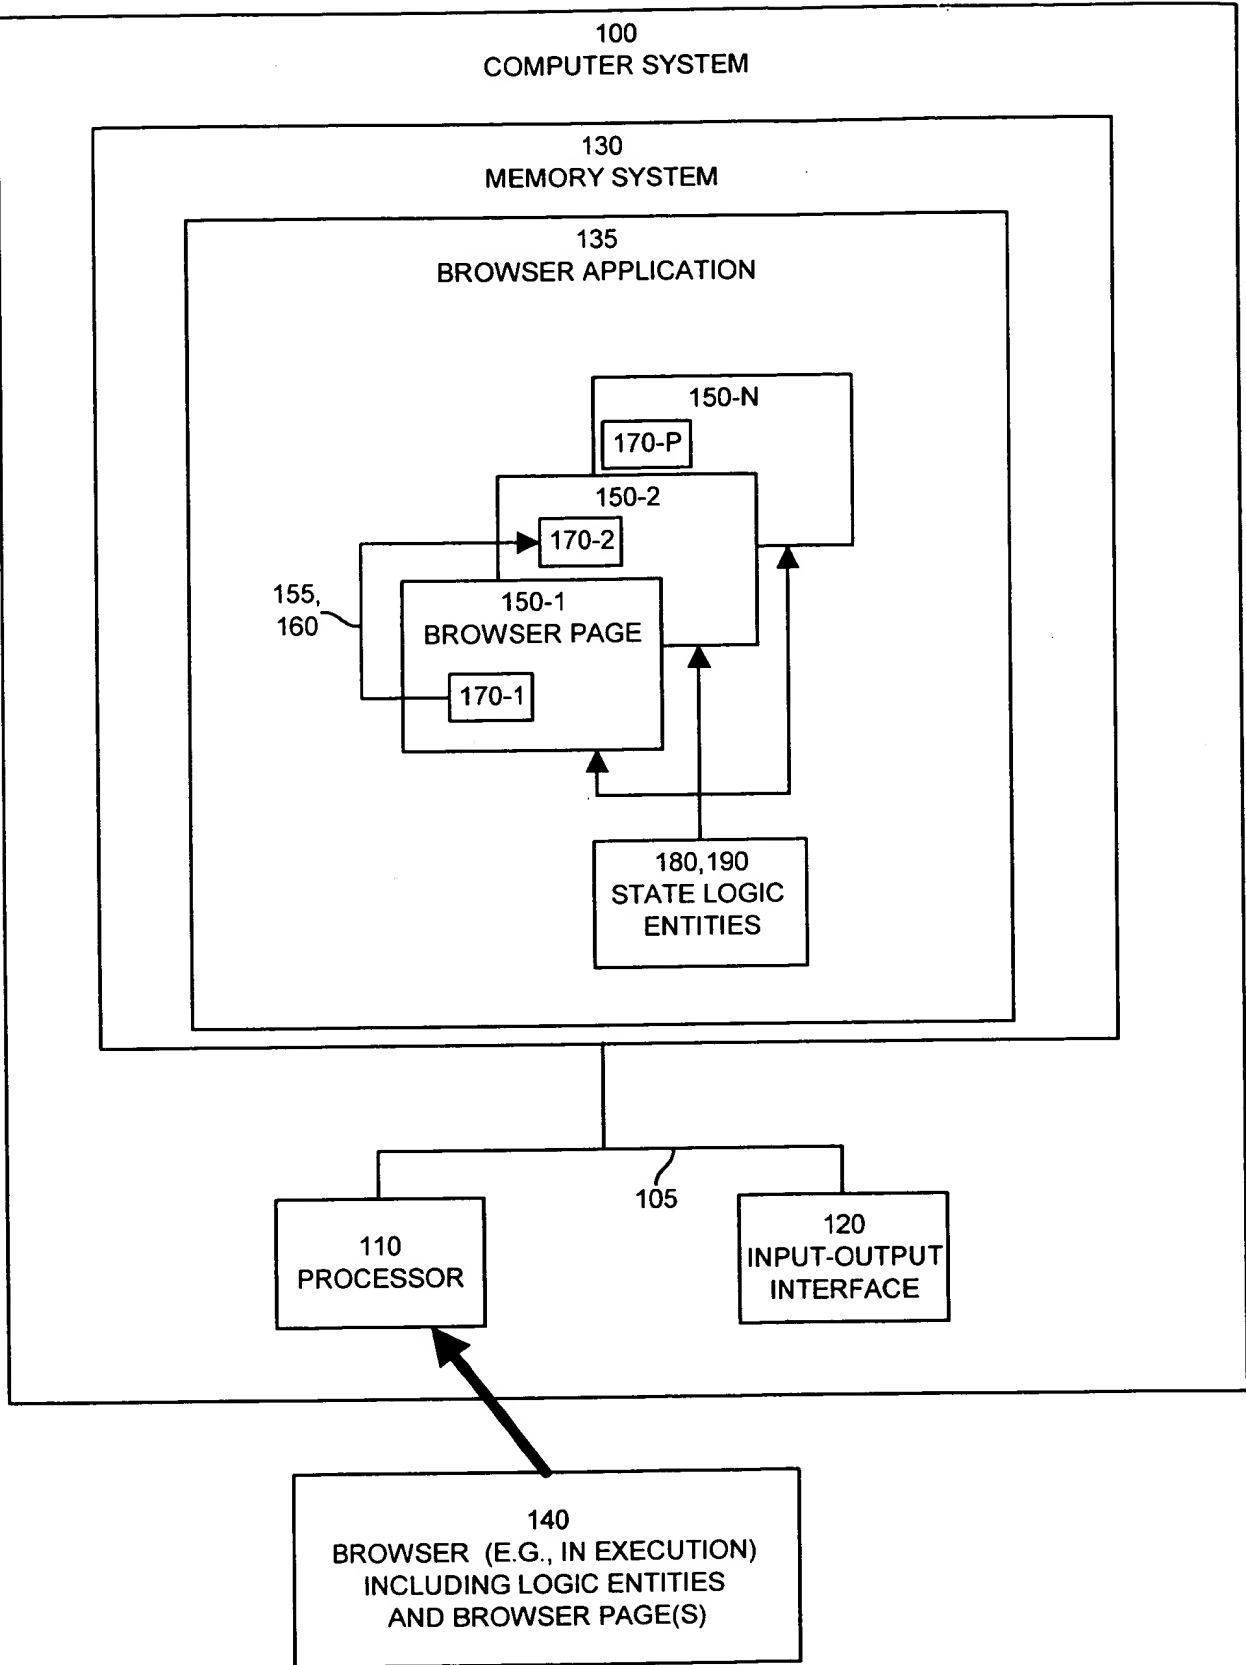 100
COMPUTER SYSTEM
130
MEMORY SYSTEM
135
BROWSER APPLICATION
150-N
170-P
150-2
170-2
155,
160
150-1
BROWSER PAGE
170-1
180,190
STATE LOGIC
ENTITIES
105
110
PROCESSOR
120
INPUT-OUTPUT
INTERFACE
140
BROWSER (E.G., IN EXECUTION)
INCLUDING LOGIC ENTITIES
AND BROWSER PAGE(S)